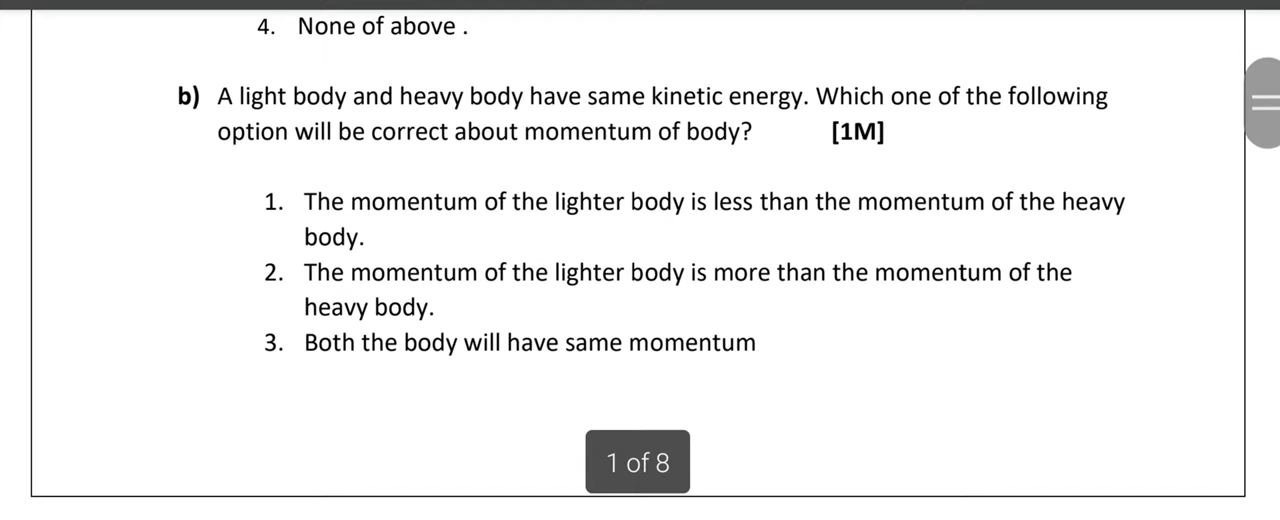 4. None of above .
b) A light body and heavy body have same kinetic energy. Which one of the following
option will be correct about momentum of body? [1M]
1. The momentum of the lighter body is less than the momentum of the heavy
body.
2. The momentum of the lighter body is more than the momentum of the
heavy body.
3. Both the body will have same momentum
1 of 8